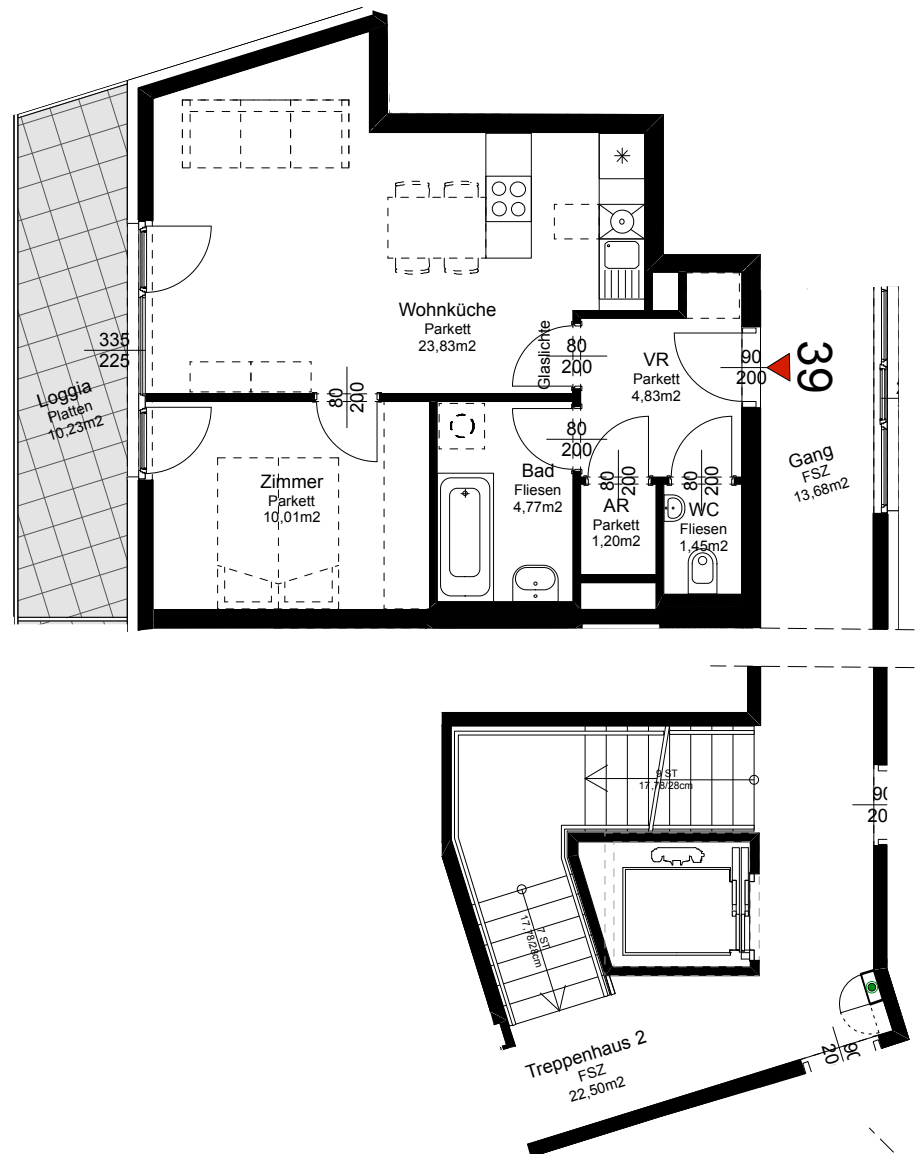 Wohnküche
Parkett
23,83m2
Glaslichte
80
200
VR
Parkett
4,83m2
90
200
39
335
225
Loggia
Platten
10,23m2
80
200
Zimmer
Parkett
10,01m2
80
200
Bad
Fliesen
4,77m2
80
200
AR
Parkett
1,20m2
80
200
WC
Fliesen
1,45m2
Gang
FSZ
13,68m2
9 ST
17,78/28cm
7 ST
17,78/28cm
90
20
Treppenhaus 2
FSZ
22,50m2
90
20